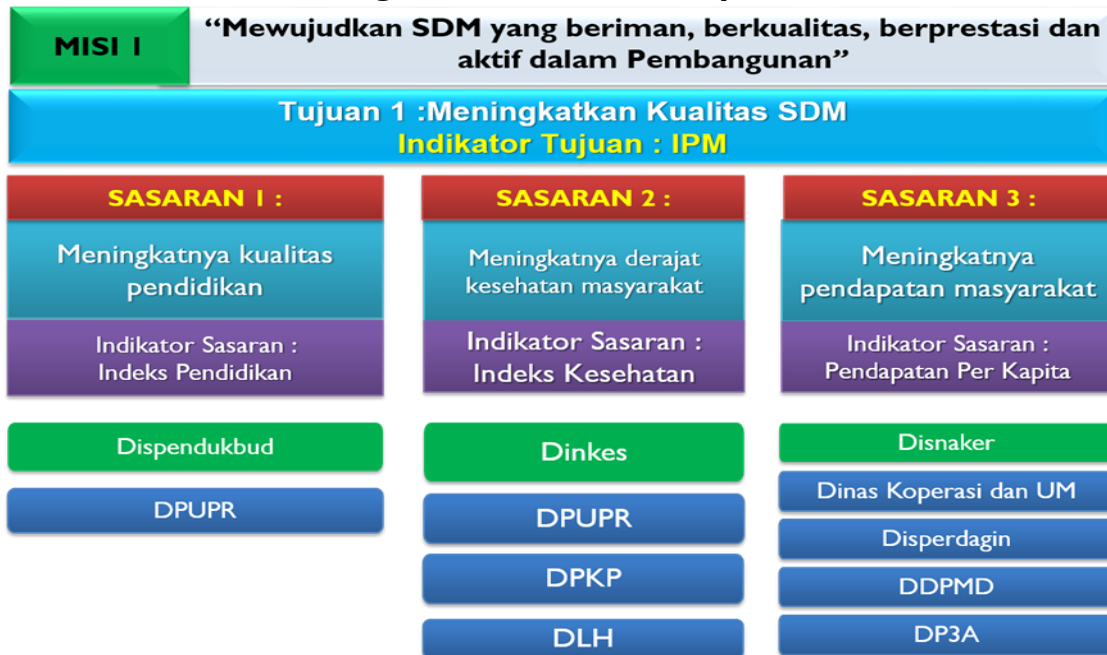 MISI I
“Mewujudkan SDM yang beriman, berkualitas, berprestasi dan
aktif dalam Pembangunan”
Tujuan 1 :Meningkatkan Kualitas SDM
Indikator Tujuan : IPM
SASARAN I :
Meningkatnya kualitas
pendidikan
Indikator Sasaran :
Indeks Pendidikan
Dispendukbud
DPUPR
SASARAN 2 :
Meningkatnya derajat
kesehatan masyarakat
Indikator Sasaran :
Indeks Kesehatan
Dinkes
DPUPR
DPKP
DLH
SASARAN 3 :
Meningkatnya
pendapatan masyarakat
Indikator Sasaran :
Pendapatan Per Kapita
Disnaker
Dinas Koperasi dan UM
Disperdagin
DDPMD
DP3A